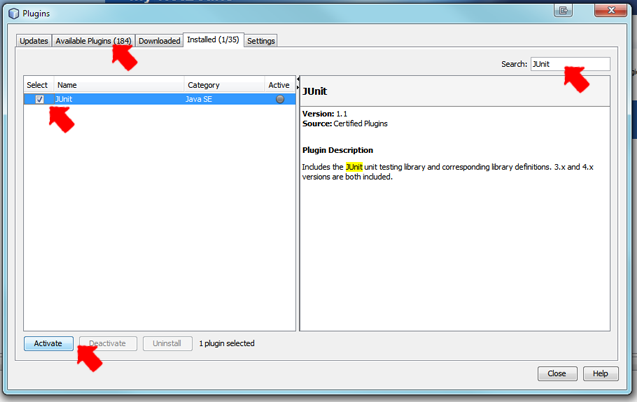 Plugins
Updates Available Plugins (184) Downloaded Installed (1/35) Settings
Search: JUnit
Select Name Category Active
JUnit Java SE
JUnit
Version: 1.1
Source: Certified Plugins
Plugin Description
Includes the JUnit unit testing library and corresponding library definitions. 3.x and 4.x
versions are both included.
Activate Deactivate Uninstall 1 plugin selected
Close Help